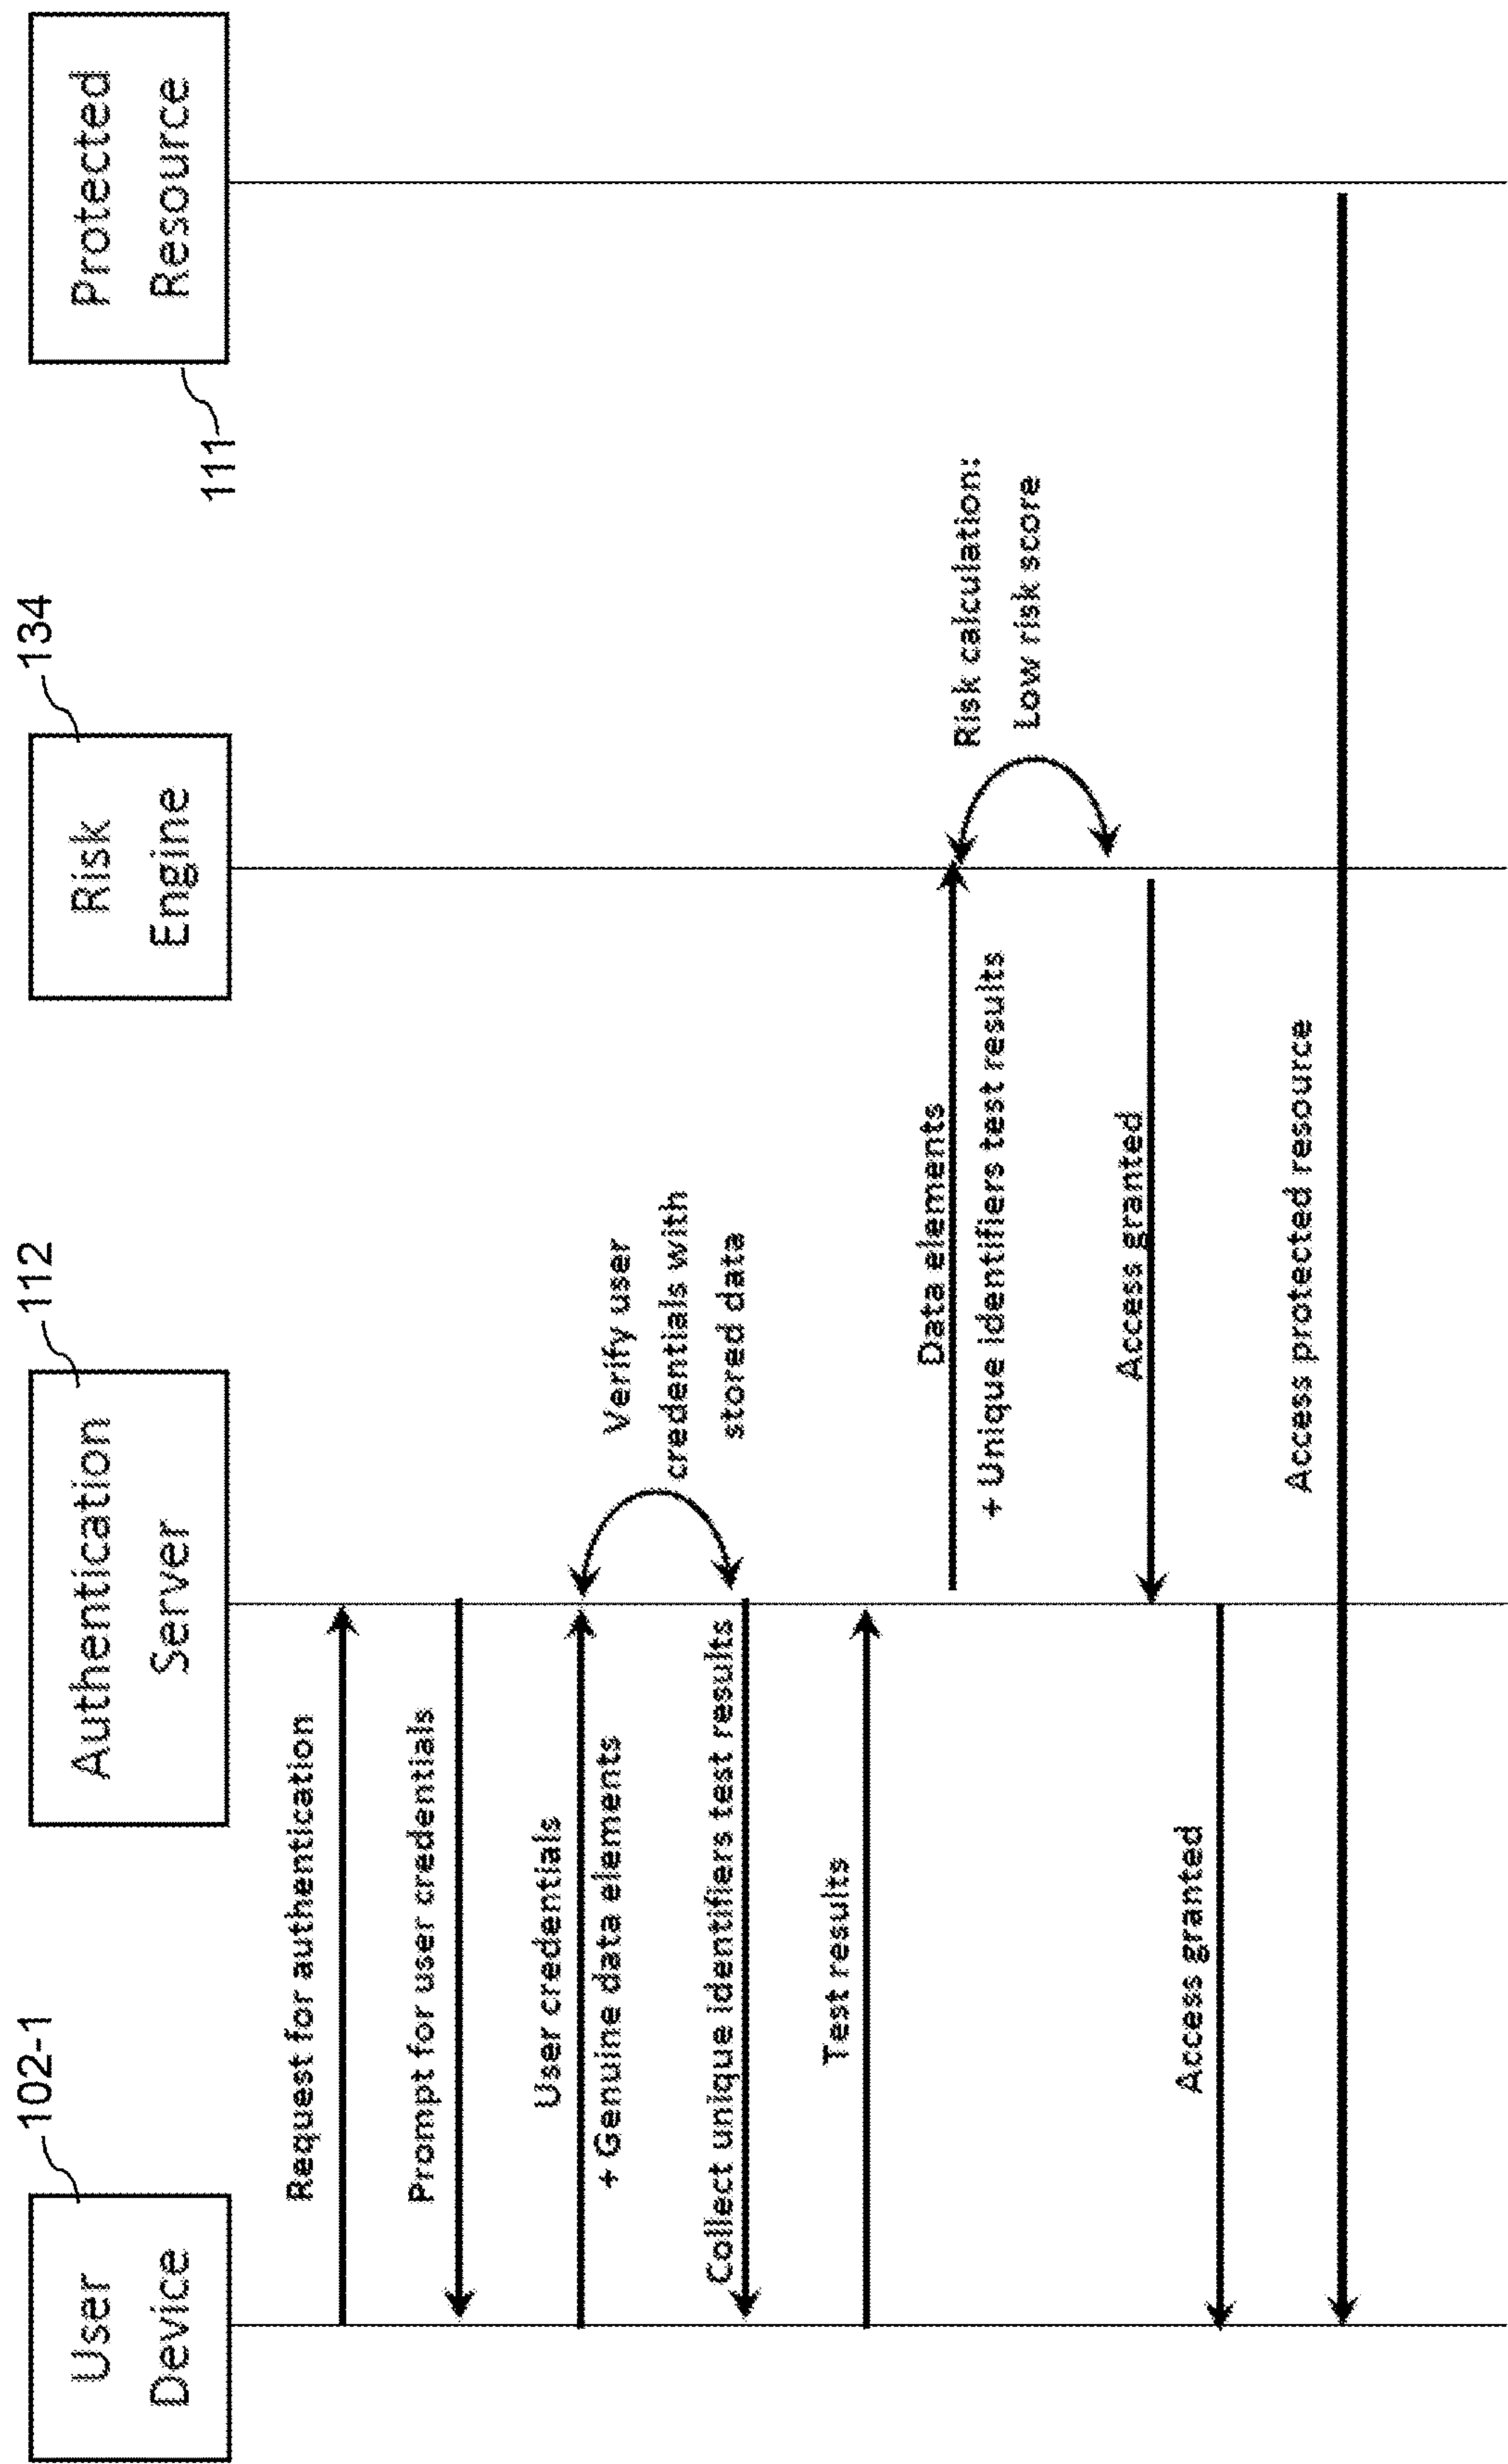 102-1
112
134
User
Device
Authentication
Server
Risk
Engine
Protected
Resource
111
Request for authentication
Prompt for user credentials
User credentials
+ Genuine data elements
Verify user
credentials with
stored data
Collect unique identifiers test results
Test results
Data elements
+ Unique identifiers test results
Risk calculation:
Low risk score
Access granted
Access granted
Access protected resource